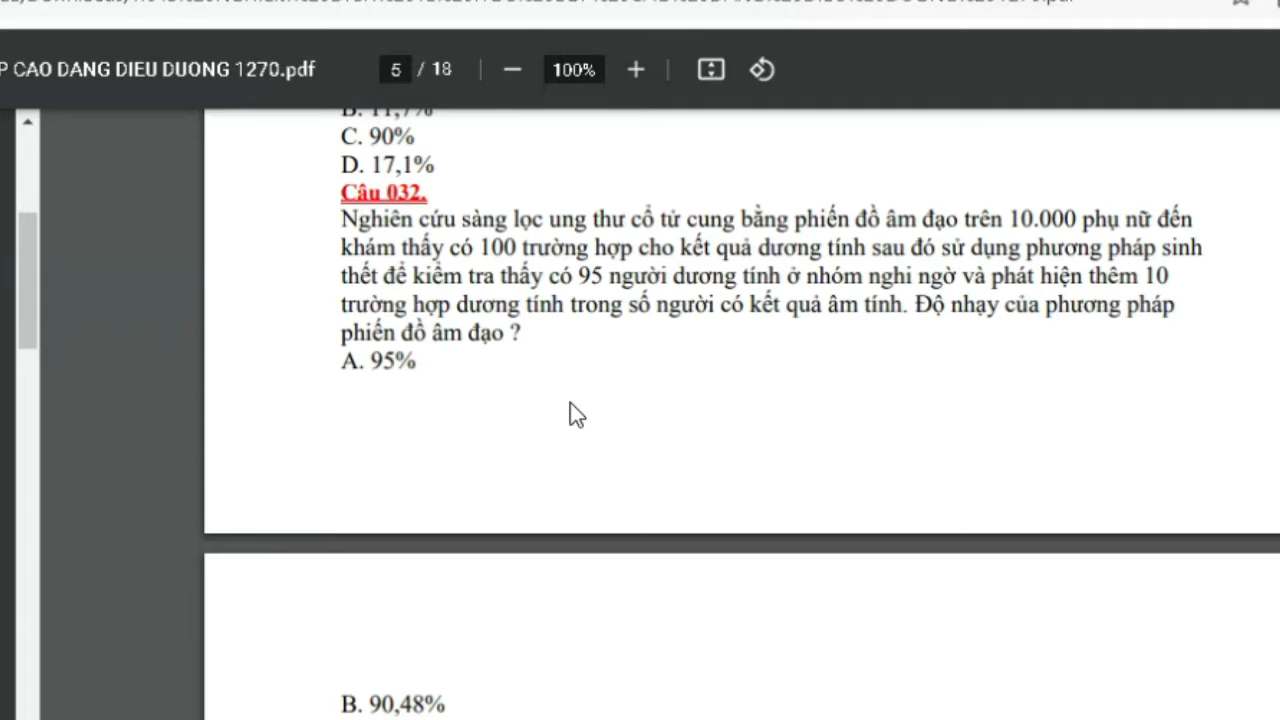 P CAO DANG DIEU DUONG 1270.pdf
5 / 18
100%
B. 11,7%
C. 90%
D. 17,1%
Câu 032.
Nghiên cứu sàng lọc ung thư cổ tử cung bằng phiến đồ âm đạo trên 10.000 phụ nữ đến
khám thấy có 100 trường hợp cho kết quả dương tính sau đó sử dụng phương pháp sinh
thết để kiểm tra thấy có 95 người dương tính ở nhóm nghi ngờ và phát hiện thêm 10
trường hợp dương tính trong số người có kết quả âm tính. Độ nhạy của phương pháp
phiến đồ âm đạo ?
A. 95%
B. 90,48%